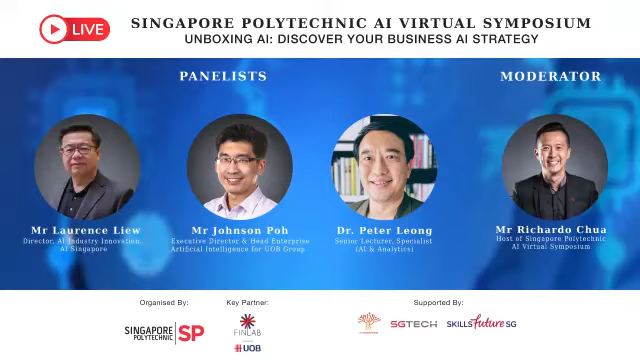 LIVE
SINGAPORE POLYTECHNIC AI VIRTUAL SYMPOSIUM
UNBOXING AI: DISCOVER YOUR BUSINESS AI STRATEGY
PANELISTS
MODERATOR
Mr Laurence Liew
Director, AI Industry Innovation,
AI Singapore
Mr Johnson Poh
Executive Director & Head Enterprise
Artificial Intelligence for UOB Group
Dr. Peter Leong
Senior Lecturer, Specialist
(AI & Analytics)
Mr Richardo Chua
Host of Singapore Polytechnic
AI Virtual Symposium
Organised By:
SINGAPORE
POLYTECHNIC
SP
Key Partner:
FINLAB
UOB
Supported By:
SGTECH
SKILLSfuture SG